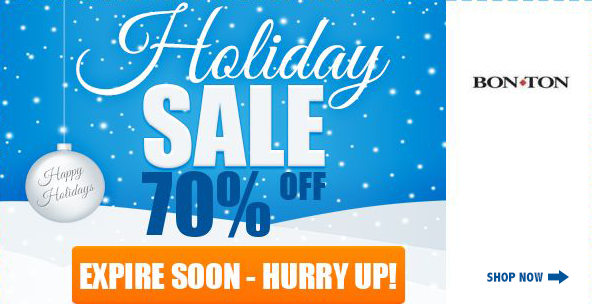 Holiday
SALE
70% OFF
Happy
Holidays
EXPIRE SOON - HURRY UP!
BON•TON
SHOP NOW